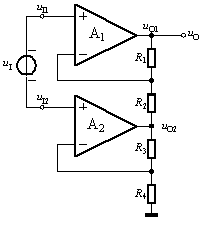 u_I1
+
A_1
−
u_O1
u_O
−
R_1
u_I
−
u_I2
R_2
+
A_2
−
u_O2
R_3
R_4